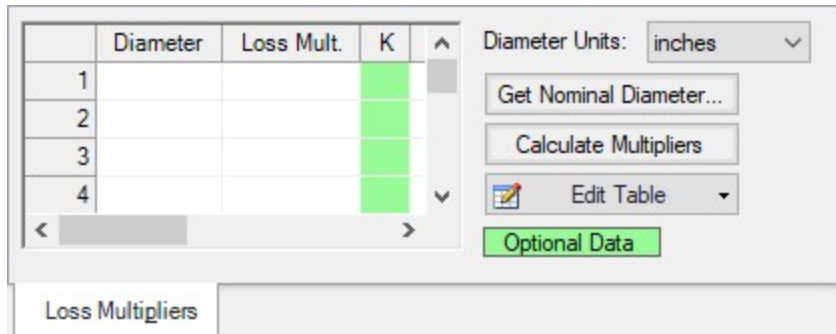 Diameter Loss Mult. K
1
2
3
4
Diameter Units: inches
Get Nominal Diameter...
Calculate Multipliers
Edit Table
Optional Data
Loss Multipliers